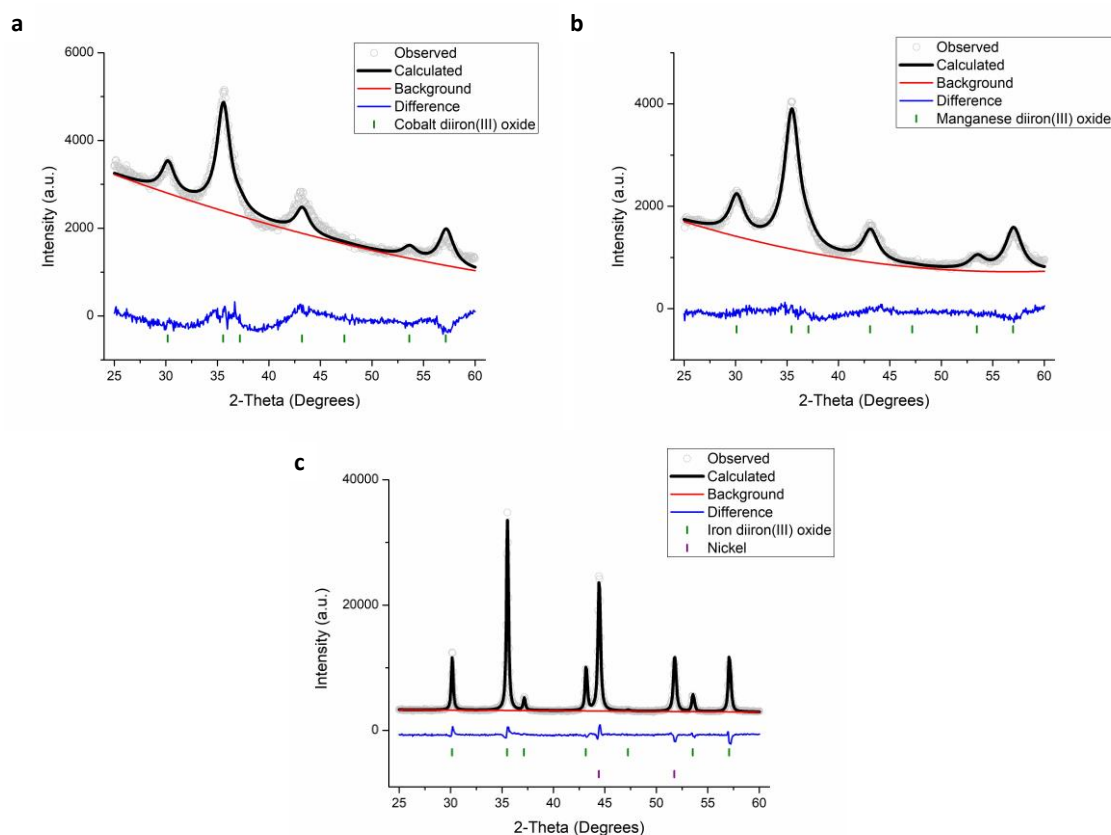 a
Observed
Calculated
Background
Difference
Cobalt diiron(III) oxide
6000
4000
2000
0
Intensity (a.u.)
25 30 35 40 45 50 55 60
2-Theta (Degrees)
b
Observed
Calculated
Background
Difference
Manganese diiron(III) oxide
4000
2000
0
Intensity (a.u.)
25 30 35 40 45 50 55 60
2-Theta (Degrees)
c
Observed
Calculated
Background
Difference
Iron diiron(III) oxide
Nickel
40000
20000
0
Intensity (a.u.)
25 30 35 40 45 50 55 60
2-Theta (Degrees)